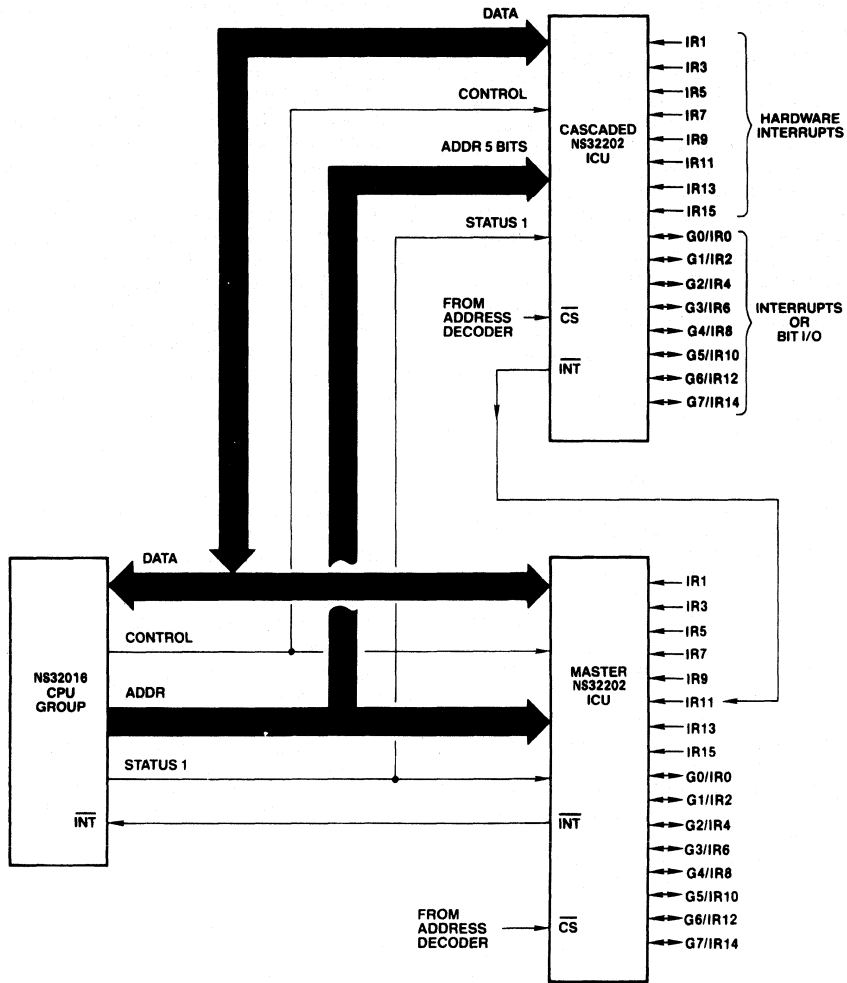 DATA
CONTROL
ADDR 5 BITS
STATUS 1
FROM
ADDRESS
DECODER
CASCADED
NS32202
ICU
CS
INT
IR1
IR3
IR5
IR7
IR9
IR11
IR13
IR15
G0/IR0
G1/IR2
G2/IR4
G3/IR6
G4/IR8
G5/IR10
G6/IR12
G7/IR14
HARDWARE
INTERRUPTS
INTERRUPTS
OR
BIT I/O
NS32016
CPU
GROUP
INT
DATA
CONTROL
ADDR
STATUS 1
FROM
ADDRESS
DECODER
MASTER
NS32202
ICU
INT
CS
IR1
IR3
IR5
IR7
IR9
IR11
IR13
IR15
G0/IR0
G1/IR2
G2/IR4
G3/IR6
G4/IR8
G5/IR10
G6/IR12
G7/IR14